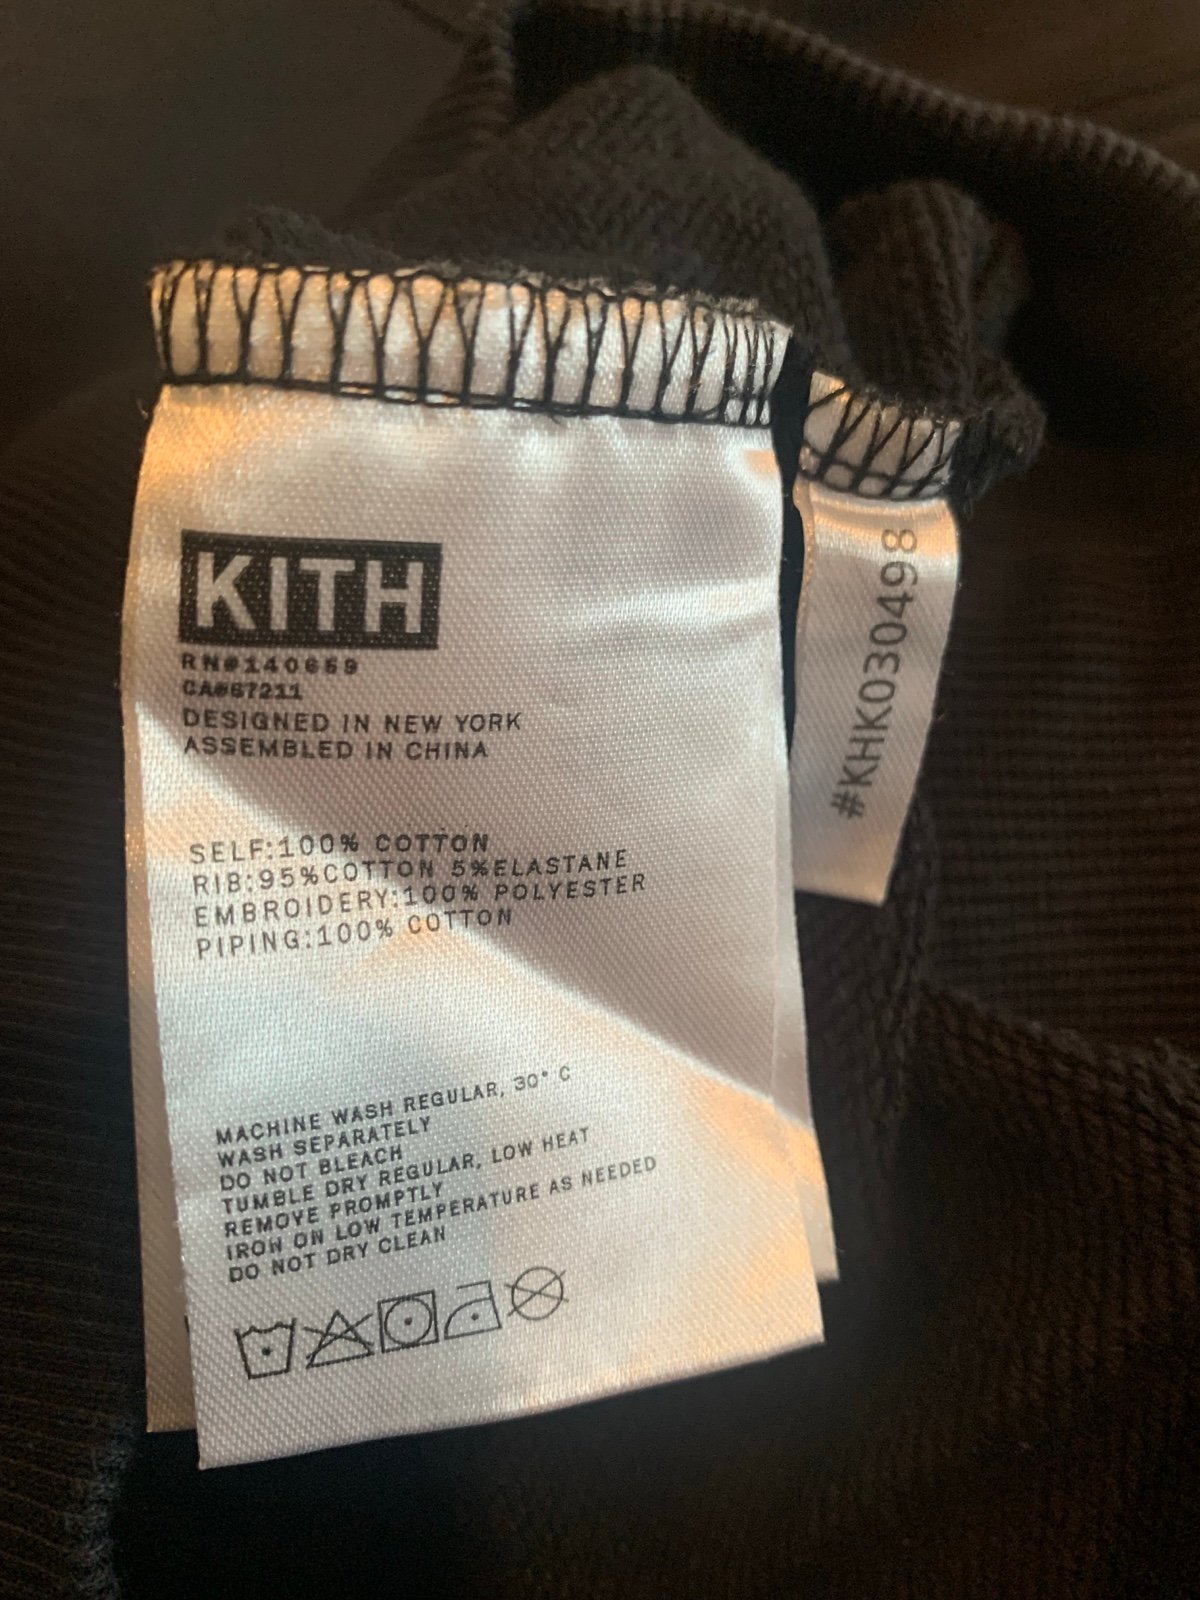 KITH
RN#140659
CA#67211
DESIGNED IN NEW YORK
ASSEMBLED IN CHINA
SELF:100% COTTON
RIB:95%COTTON 5%ELASTANE
EMBROIDERY:100% POLYESTER
PIPING:100% COTTON
MACHINE WASH REGULAR, 30° C
WASH SEPARATELY
DO NOT BLEACH
TUMBLE DRY REGULAR, LOW HEAT
REMOVE PROMPTLY
IRON ON LOW TEMPERATURE AS NEEDED
DO NOT DRY CLEAN
#KHK030498